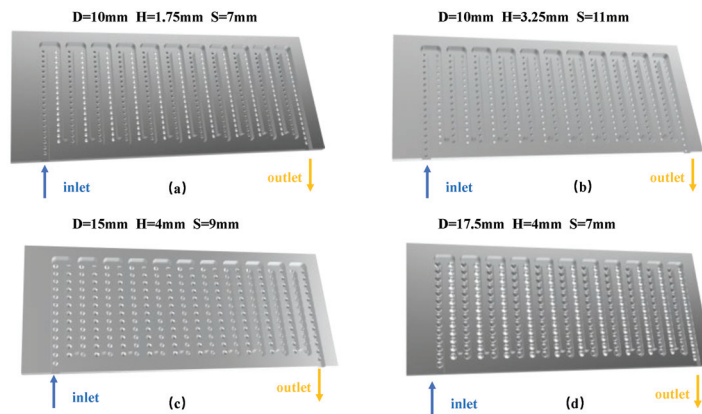 D=10mm H=1.75mm S=7mm
D=10mm H=3.25mm S=11mm
inlet
(a)
outlet
inlet
(b)
outlet
D=15mm H=4mm S=9mm
D=17.5mm H=4mm S=7mm
inlet
(c)
outlet
inlet
(d)
outlet